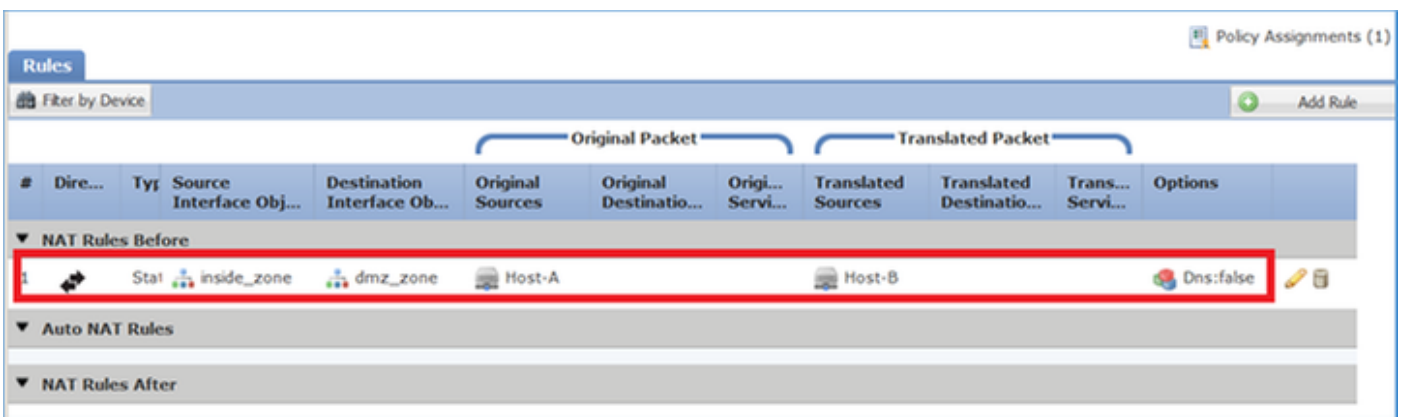 Policy Assignments (1)
Rules
Filter by Device Add Rule
Original Packet Translated Packet
# Dire... Typ Source Interface Obj... Destination Interface Ob... Original Sources Original Destinatio... Origi... Servi... Translated Sources Translated Destinatio... Trans... Servi... Options
NAT Rules Before
1 Stat inside_zone dmz_zone Host-A Host-B Dns:false
Auto NAT Rules
NAT Rules After